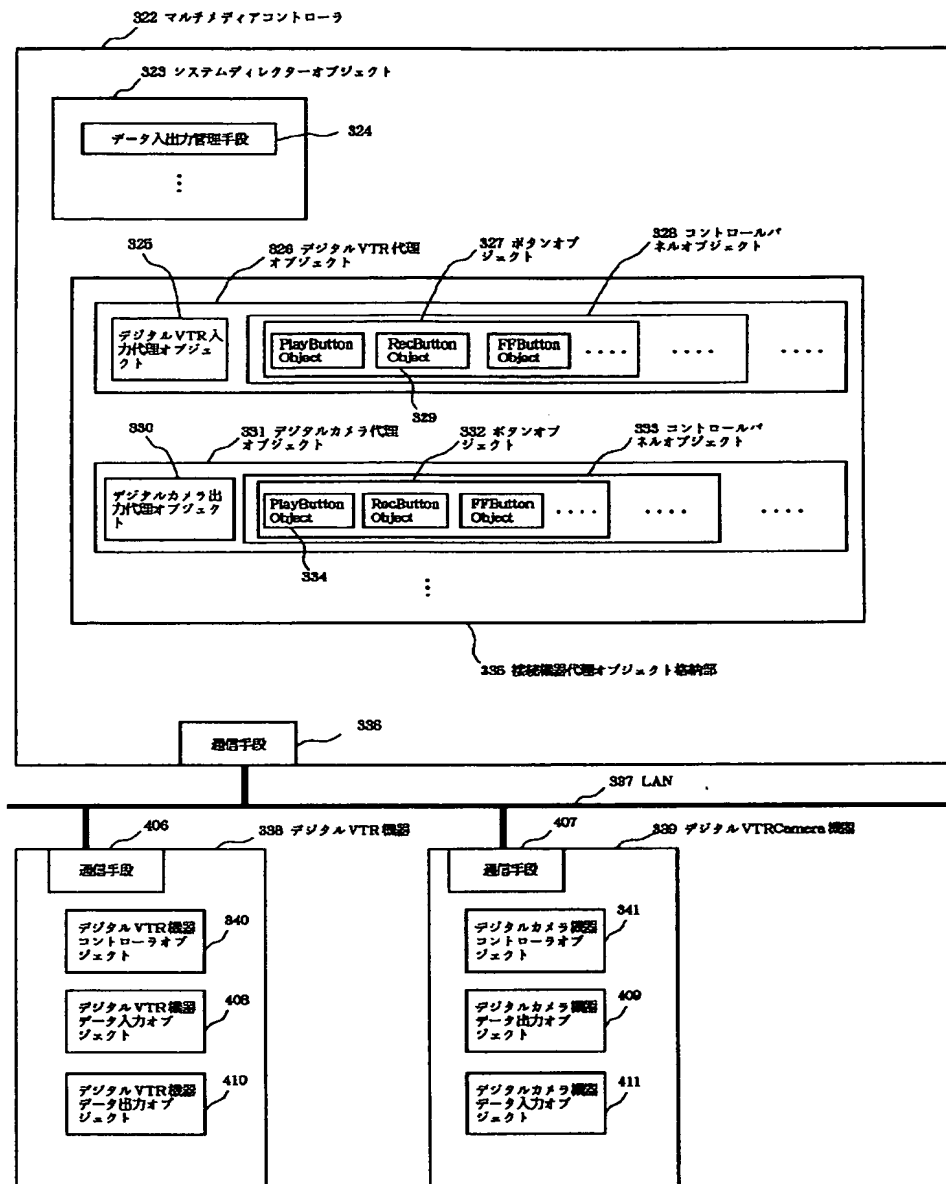 322 マルチメディアコントローラ
323 システムディレクターオブジェクト
データ入出力管理手段
324
325
326 デジタルVTR代理
オブジェクト
327 ボタンオブ
ジェクト
328 コントロールパ
ネルオブジェクト
デジタルVTR入
力代理オブジェ
クト
PlayButton
Object
RecButton
Object
FFButton
Object
329
330
331 デジタルカメラ代理
オブジェクト
332 ボタンオブ
ジェクト
333 コントロールパ
ネルオブジェクト
デジタルカメラ出
力代理オブジェク
ト
PlayButton
Object
RecButton
Object
FFButton
Object
334
335 接続機器代理オブジェクト格納部
通信手段
336
337 LAN
406
338 デジタルVTR機器
407
339 デジタルVTRCamera機器
通信手段
通信手段
デジタルVTR機器
コントローラオブ
ジェクト
340
デジタルカメラ機器
コントローラオブ
ジェクト
341
デジタルVTR機器
データ入力オブ
ジェクト
408
デジタルカメラ機器
データ出力オブ
ジェクト
409
デジタルVTR機器
データ出力オブ
ジェクト
410
デジタルカメラ機器
データ入力オブ
ジェクト
411